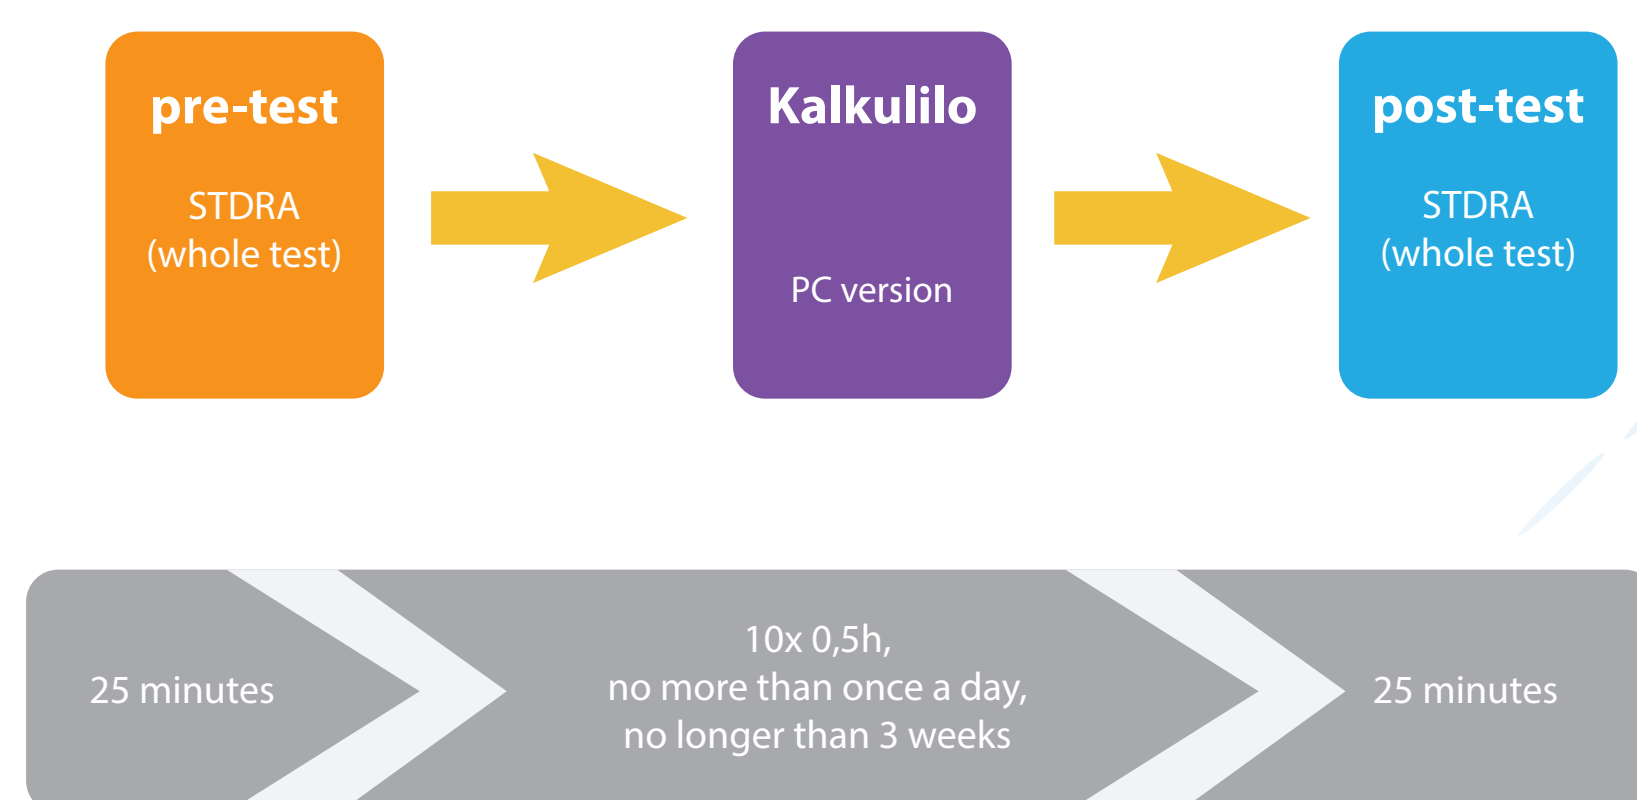 pre-test
STDRA
(whole test)
Kalkulilo
PC version
post-test
STDRA
(whole test)
25 minutes
10x 0,5h,
no more than once a day,
no longer than 3 weeks
25 minutes